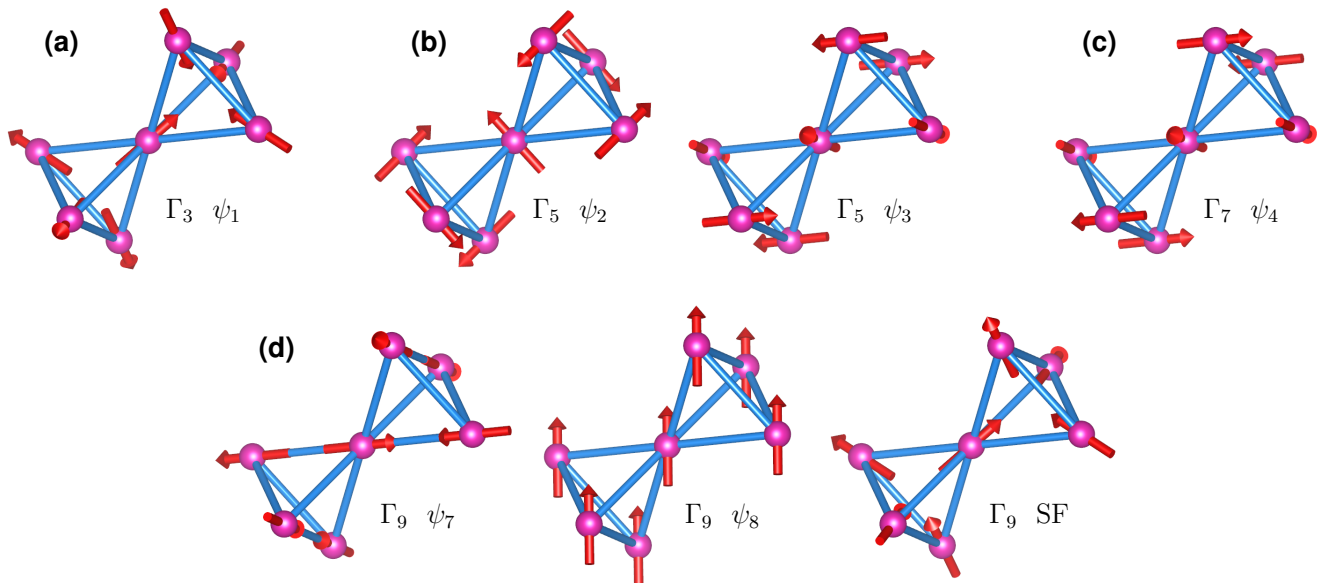 (a)
(b)
(c)
Γ₃ ψ₁
Γ₅ ψ₂
Γ₅ ψ₃
Γ₇ ψ₄
(d)
Γ₉ ψ₇
Γ₉ ψ₈
Γ₉ SF